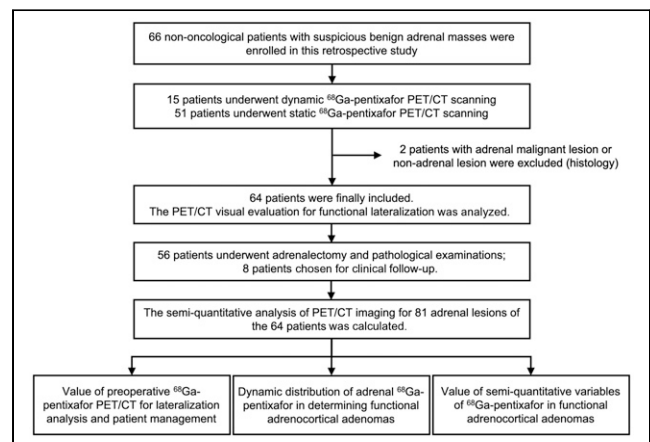 66 non-oncological patients with suspicious benign adrenal masses were
enrolled in this retrospective study
15 patients underwent dynamic ⁶⁸Ga-pentixafor PET/CT scanning
51 patients underwent static ⁶⁸Ga-pentixafor PET/CT scanning
2 patients with adrenal malignant lesion or
non-adrenal lesion were excluded (histology)
64 patients were finally included.
The PET/CT visual evaluation for functional lateralization was analyzed.
56 patients underwent adrenalectomy and pathological examinations;
8 patients chosen for clinical follow-up.
The semi-quantitative analysis of PET/CT imaging for 81 adrenal lesions of
the 64 patients was calculated.
Value of preoperative ⁶⁸Ga-
pentixafor PET/CT for lateralization
analysis and patient management
Dynamic distribution of adrenal ⁶⁸Ga-
pentixafor in determining functional
adrenocortical adenomas
Value of semi-quantitative variables
of ⁶⁸Ga-pentixafor in functional
adrenocortical adenomas